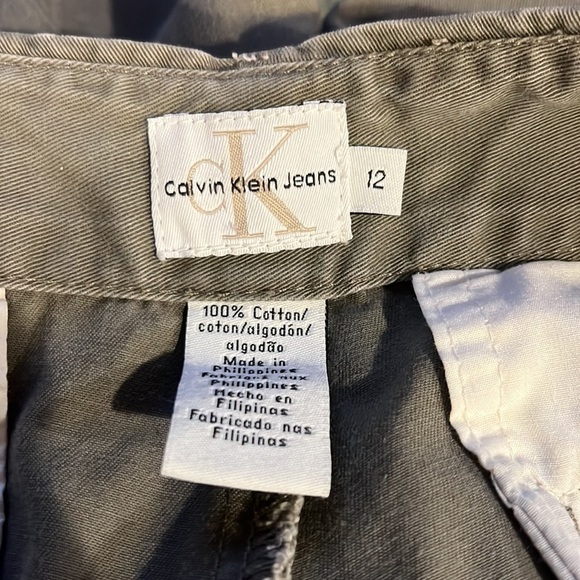 CK
Calvin Klein Jeans
12
100% Cotton/
coton/algodón/
algodão
Made in
Philippines
Fabriqué aux
Philippines
Hecho en
Filipinas
Fabricado nas
Filipinas